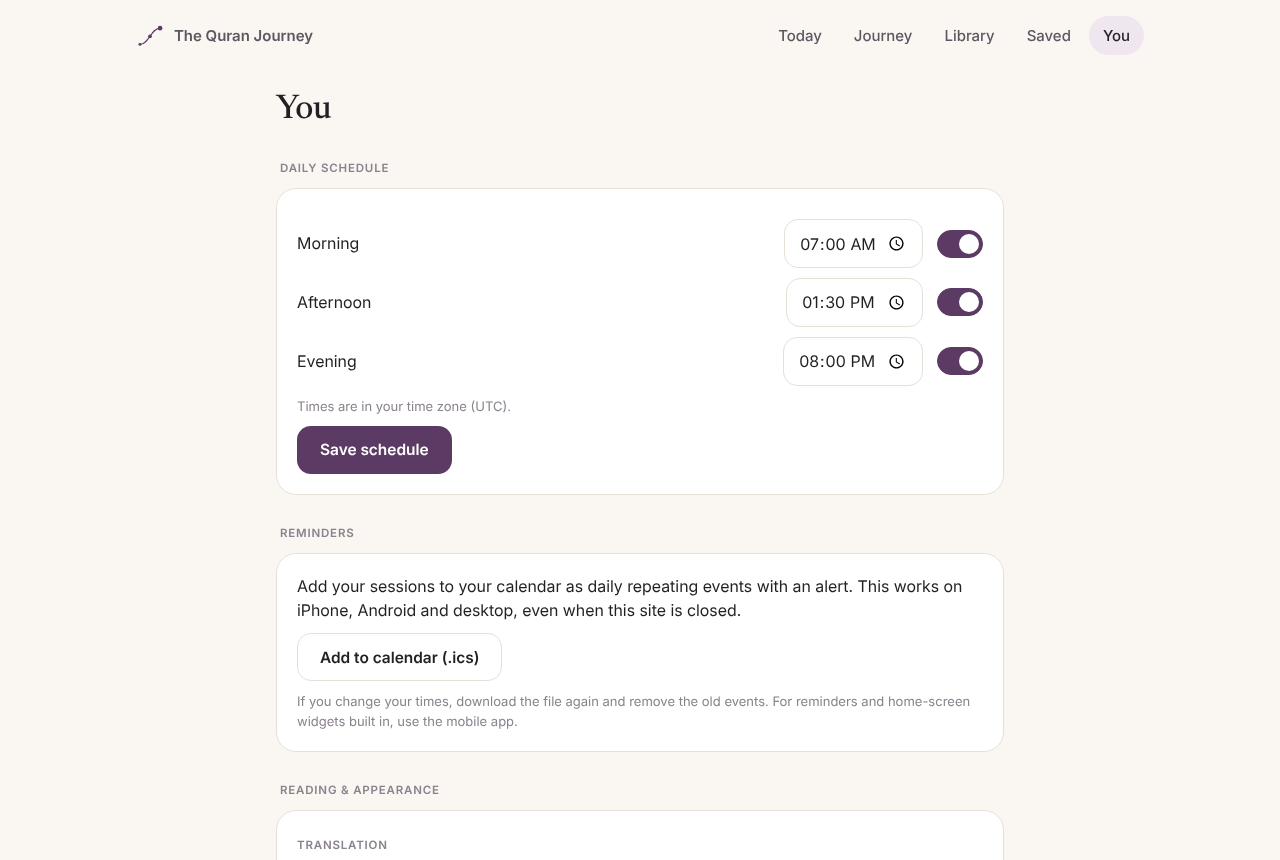 The Quran Journey
Today
Journey
Library
Saved
You
You
DAILY SCHEDULE
Morning
07:00 AM
Afternoon
01:30 PM
Evening
08:00 PM
Times are in your time zone (UTC).
Save schedule
REMINDERS
Add your sessions to your calendar as daily repeating events with an alert. This works on
iPhone, Android and desktop, even when this site is closed.
Add to calendar (.ics)
If you change your times, download the file again and remove the old events. For reminders and home-screen
widgets built in, use the mobile app.
READING & APPEARANCE
TRANSLATION